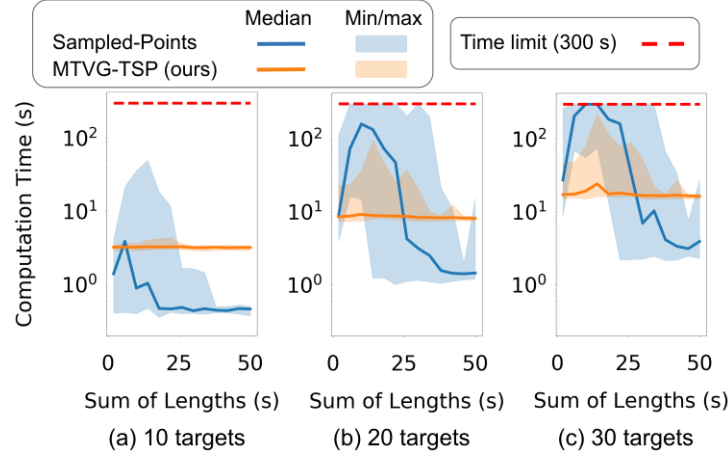 Median Min/max
Sampled-Points
MTVG-TSP (ours)
Time limit (300 s)
Computation Time (s)
10² 10² 10²
10¹ 10¹ 10¹
10⁰ 10⁰ 10⁰
0 25 50 0 25 50 0 25 50
Sum of Lengths (s) Sum of Lengths (s) Sum of Lengths (s)
(a) 10 targets (b) 20 targets (c) 30 targets